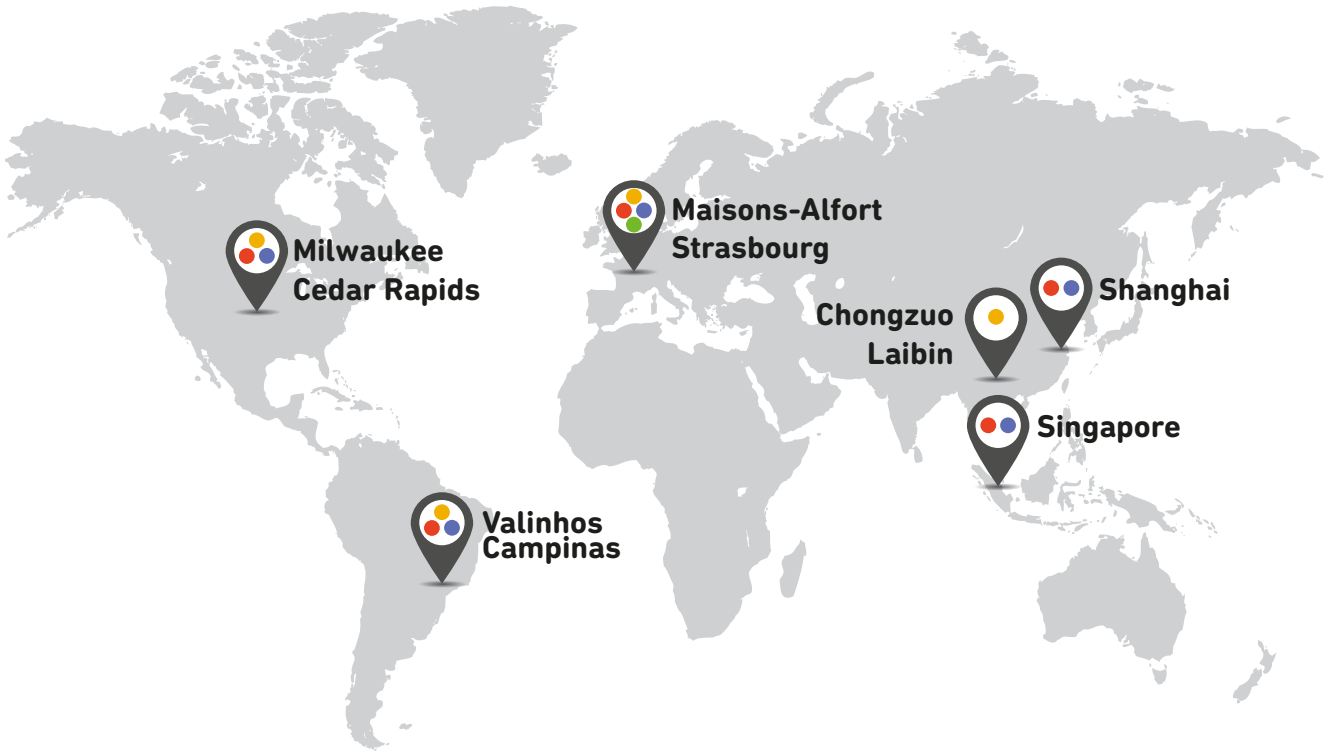 Maisons-Alfort
Strasbourg
Milwaukee
Cedar Rapids
Shanghai
Chongzuo
Laibin
Singapore
Valinhos
Campinas